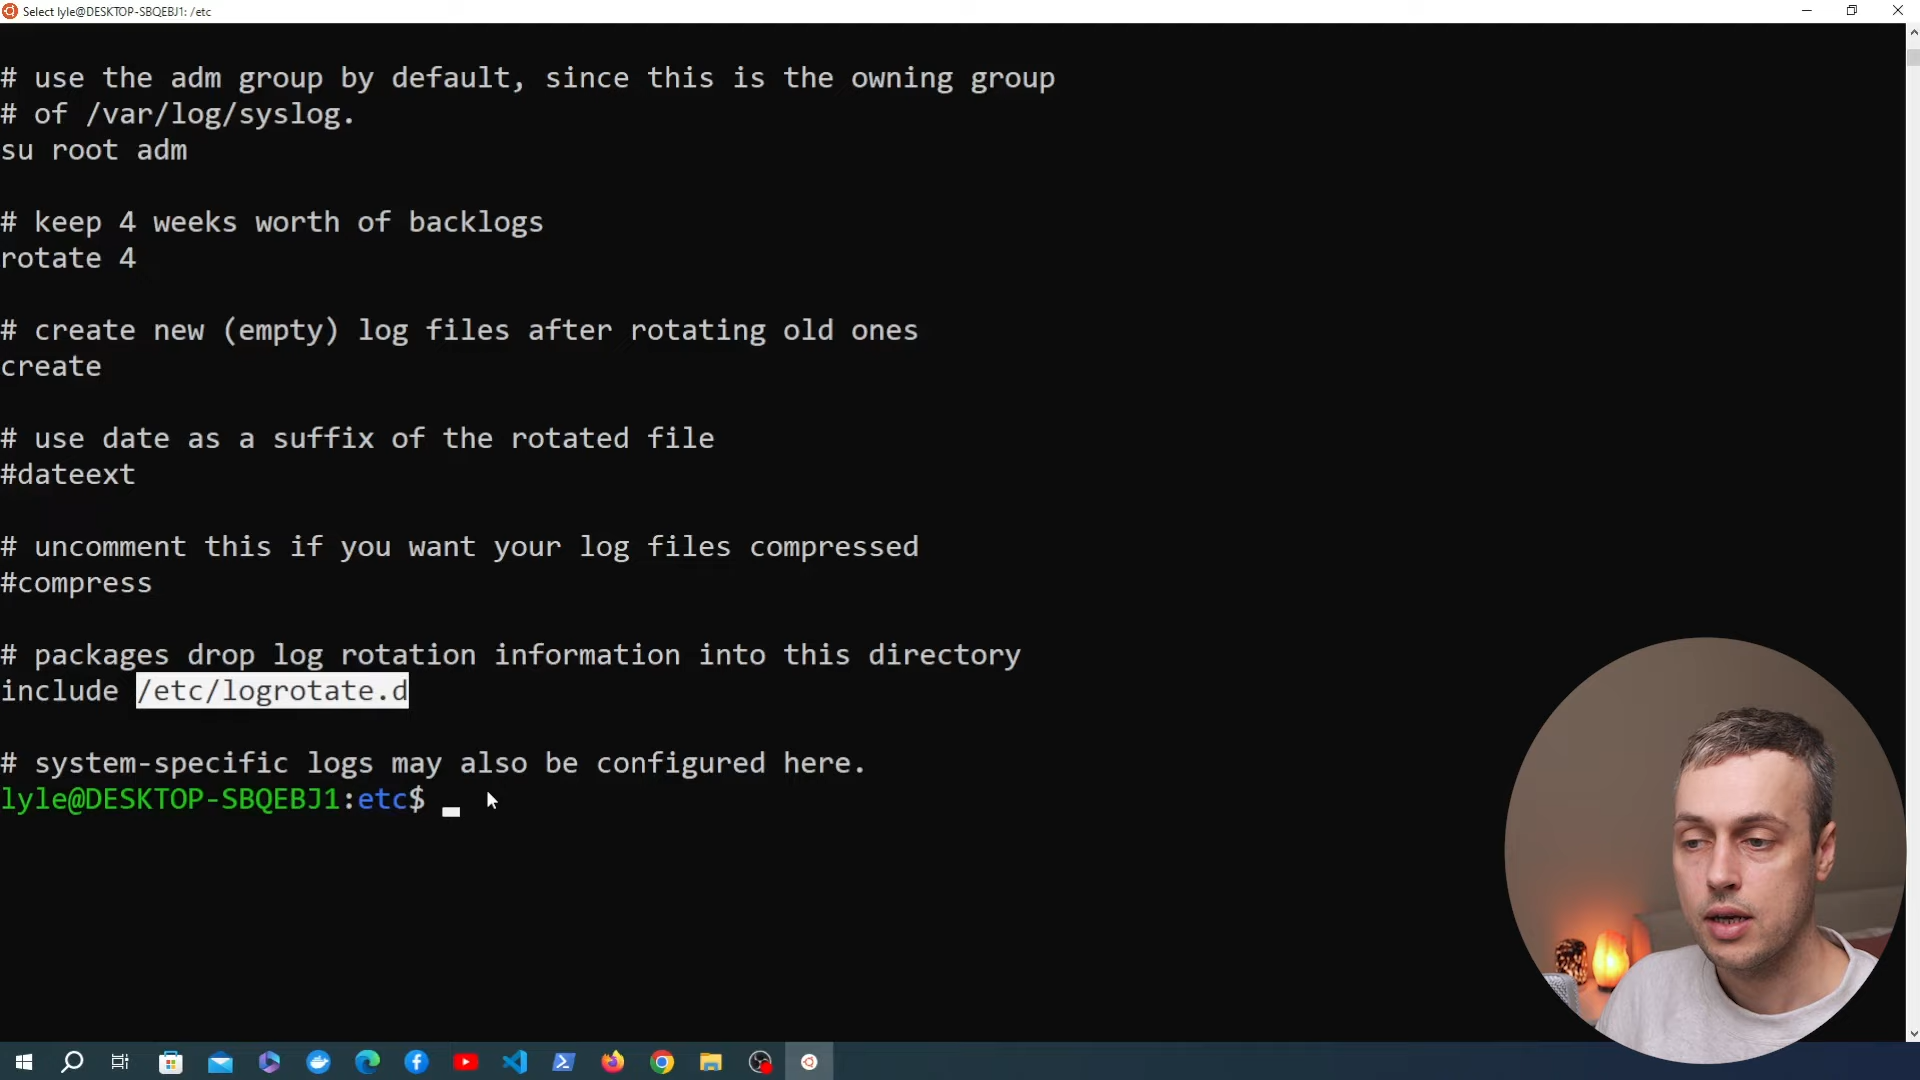 Select lyle@DESKTOP-SBQEBJ1: /etc
# use the adm group by default, since this is the owning group
# of /var/log/syslog.
su root adm
# keep 4 weeks worth of backlogs
rotate 4
# create new (empty) log files after rotating old ones
create
# use date as a suffix of the rotated file
#dateext
# uncomment this if you want your log files compressed
#compress
# packages drop log rotation information into this directory
include /etc/logrotate.d
# system-specific logs may also be configured here.
lyle@DESKTOP-SBQEBJ1:etc$